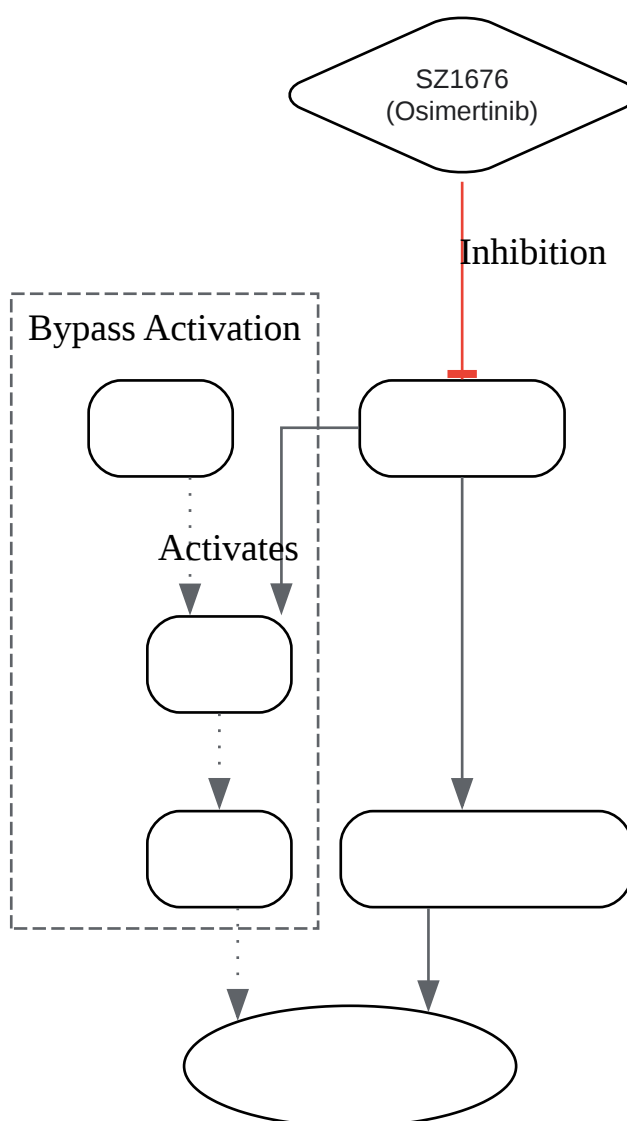 SZ1676
(Osimertinib)
Inhibition
Bypass Activation
Activates